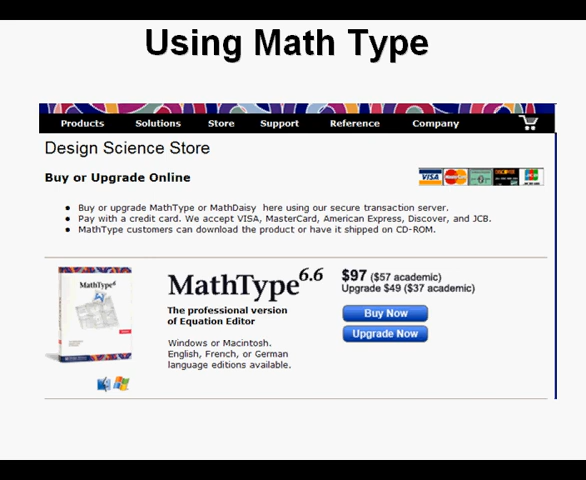 Using Math Type
Products Solutions Store Support Reference Company
Design Science Store
Buy or Upgrade Online
VISA
• Buy or upgrade MathType or MathDaisy here using our secure transaction server.
• Pay with a credit card. We accept VISA, MasterCard, American Express, Discover, and JCB.
• MathType customers can download the product or have it shipped on CD-ROM.
MathType6
MathType6.6
The professional version
of Equation Editor
Windows or Macintosh.
English, French, or German
language editions available.
$97 ($57 academic)
Upgrade $49 ($37 academic)
Buy Now
Upgrade Now